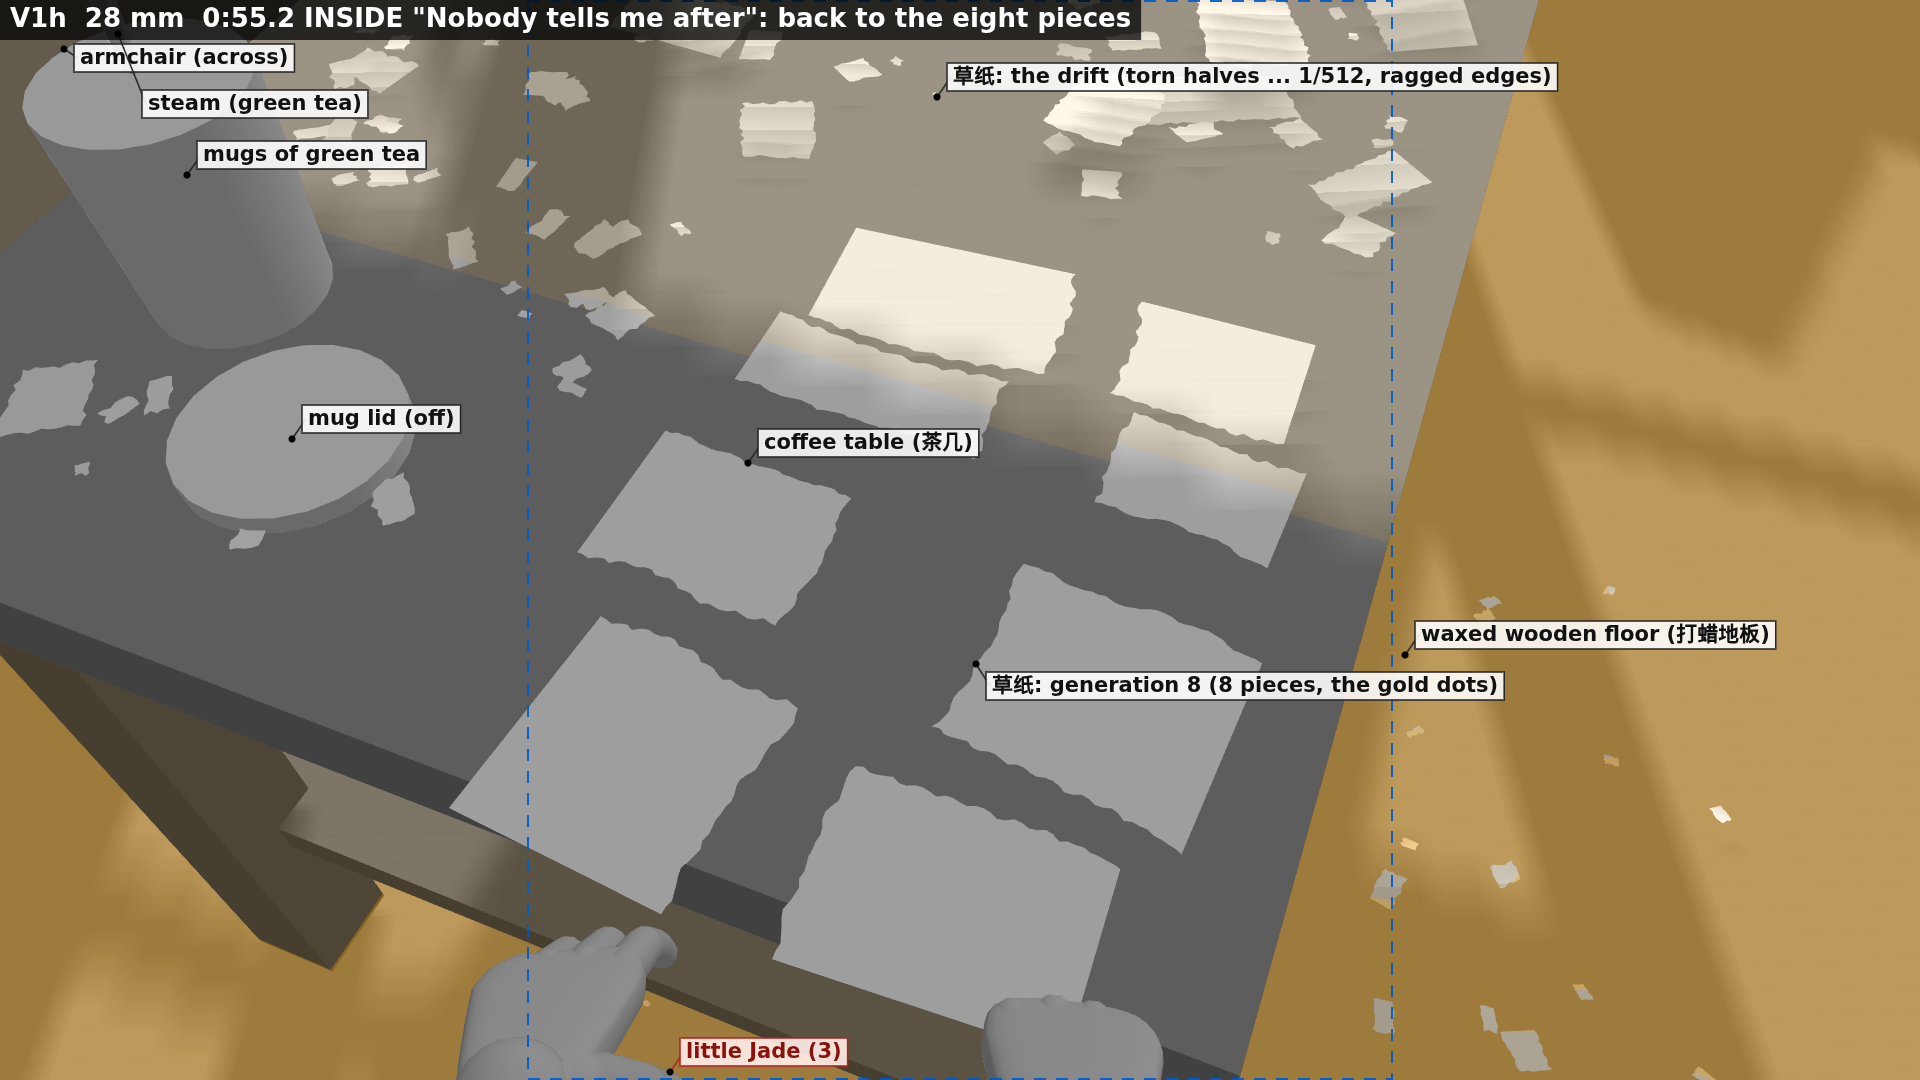 V1h  28 mm  0:55.2 INSIDE "Nobody tells me after": back to the eight pieces
armchair (across)
草纸: the drift (torn halves ... 1/512, ragged edges)
steam (green tea)
mugs of green tea
mug lid (off)
coffee table (茶几)
waxed wooden floor (打蜡地板)
草纸: generation 8 (8 pieces, the gold dots)
little Jade (3)